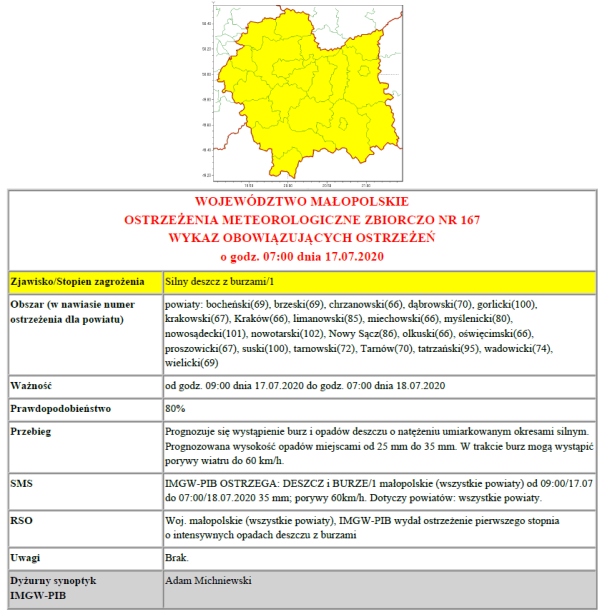 WOJEWÓDZTWO MAŁOPOLSKIE
OSTRZEŻENIA METEOROLOGICZNE ZBIORCZO NR 167
WYKAZ OBOWIĄZUJĄCYCH OSTRZEŻEŃ
o godz. 07:00 dnia 17.07.2020
Zjawisko/Stopien zagrożenia
Silny deszcz z burzami/1
Obszar (w nawiasie numer
ostrzeżenia dla powiatu)
powiaty: bocheński(69), brzeski(69), chrzanowski(66), dąbrowski(70), gorlicki(100),
krakowski(67), Kraków(66), limanowski(85), miechowski(66), myślenicki(80),
nowosądecki(101), nowotarski(102), Nowy Sącz(86), olkuski(66), oświęcimski(66),
proszowicki(67), suski(100), tarnowski(72), Tarnów(70), tatrzański(95), wadowicki(74),
wielicki(69)
Ważność
od godz. 09:00 dnia 17.07.2020 do godz. 07:00 dnia 18.07.2020
Prawdopodobieństwo
80%
Przebieg
Prognozuje się wystąpienie burz i opadów deszczu o natężeniu umiarkowanym okresami silnym.
Prognozowana wysokość opadów miejscami od 25 mm do 35 mm. W trakcie burz mogą wystąpić
porywy wiatru do 60 km/h.
SMS
IMGW-PIB OSTRZEGA: DESZCZ i BURZE/1 małopolskie (wszystkie powiaty) od 09:00/17.07
do 07:00/18.07.2020 35 mm; porywy 60km/h. Dotyczy powiatów: wszystkie powiaty.
RSO
Woj. małopolskie (wszystkie powiaty), IMGW-PIB wydał ostrzeżenie pierwszego stopnia
o intensywnych opadach deszczu z burzami
Uwagi
Brak.
Dyżurny synoptyk
IMGW-PIB
Adam Michniewski